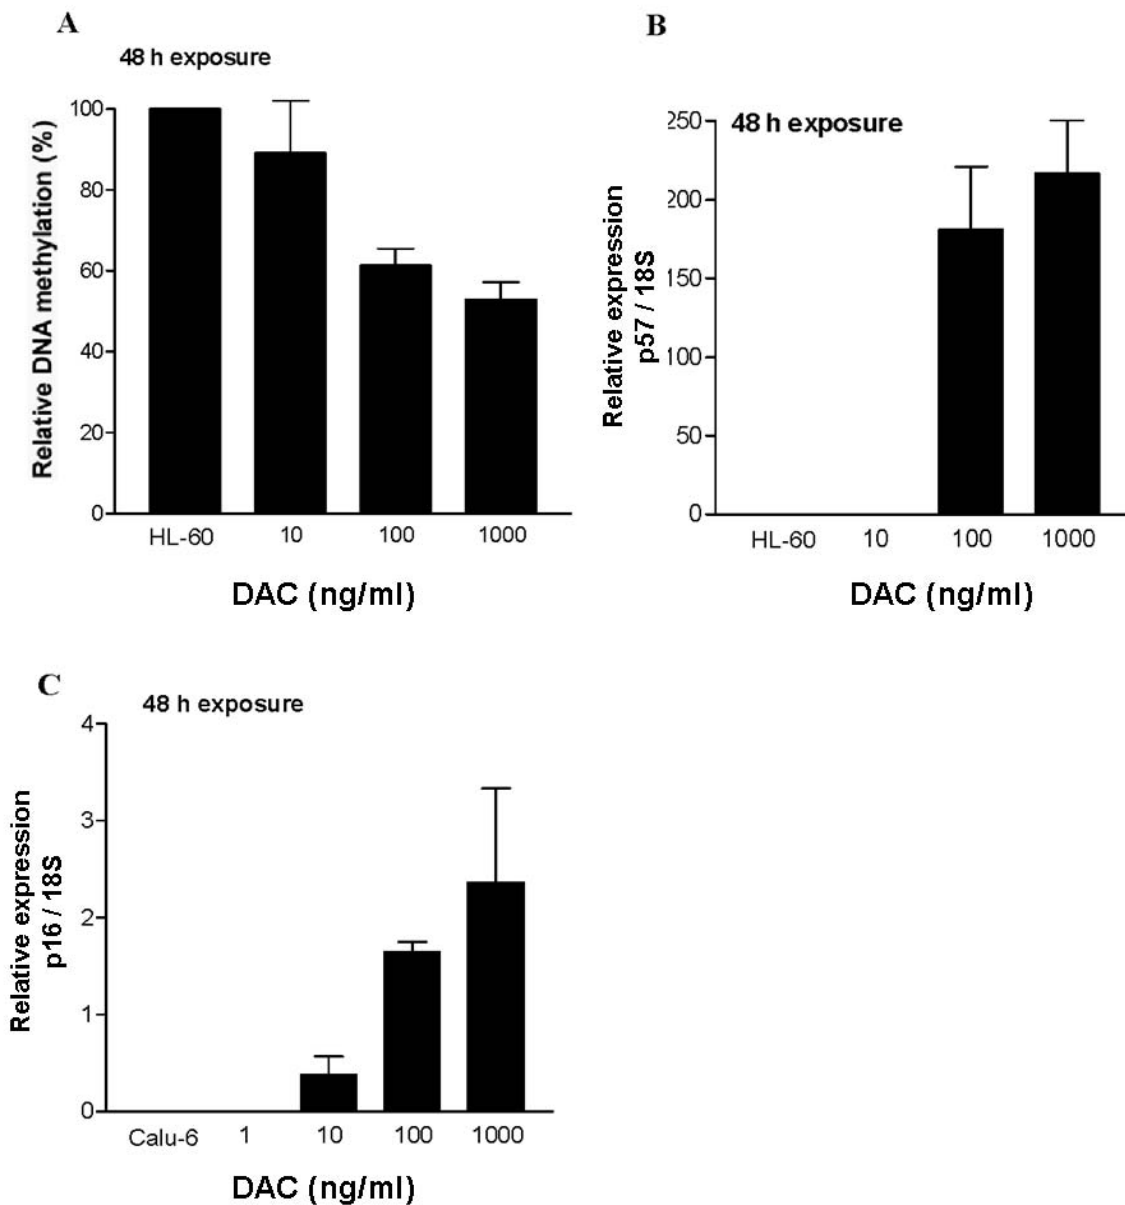 A
48 h exposure
Relative DNA methylation (%)
100
80
60
40
20
0
HL-60 10 100 1000
DAC (ng/ml)
B
48 h exposure
Relative expression
p57 / 18S
250
200
150
100
50
0
HL-60 10 100 1000
DAC (ng/ml)
C
48 h exposure
Relative expression
p16 / 18S
4
3
2
1
0
Calu-6 1 10 100 1000
DAC (ng/ml)